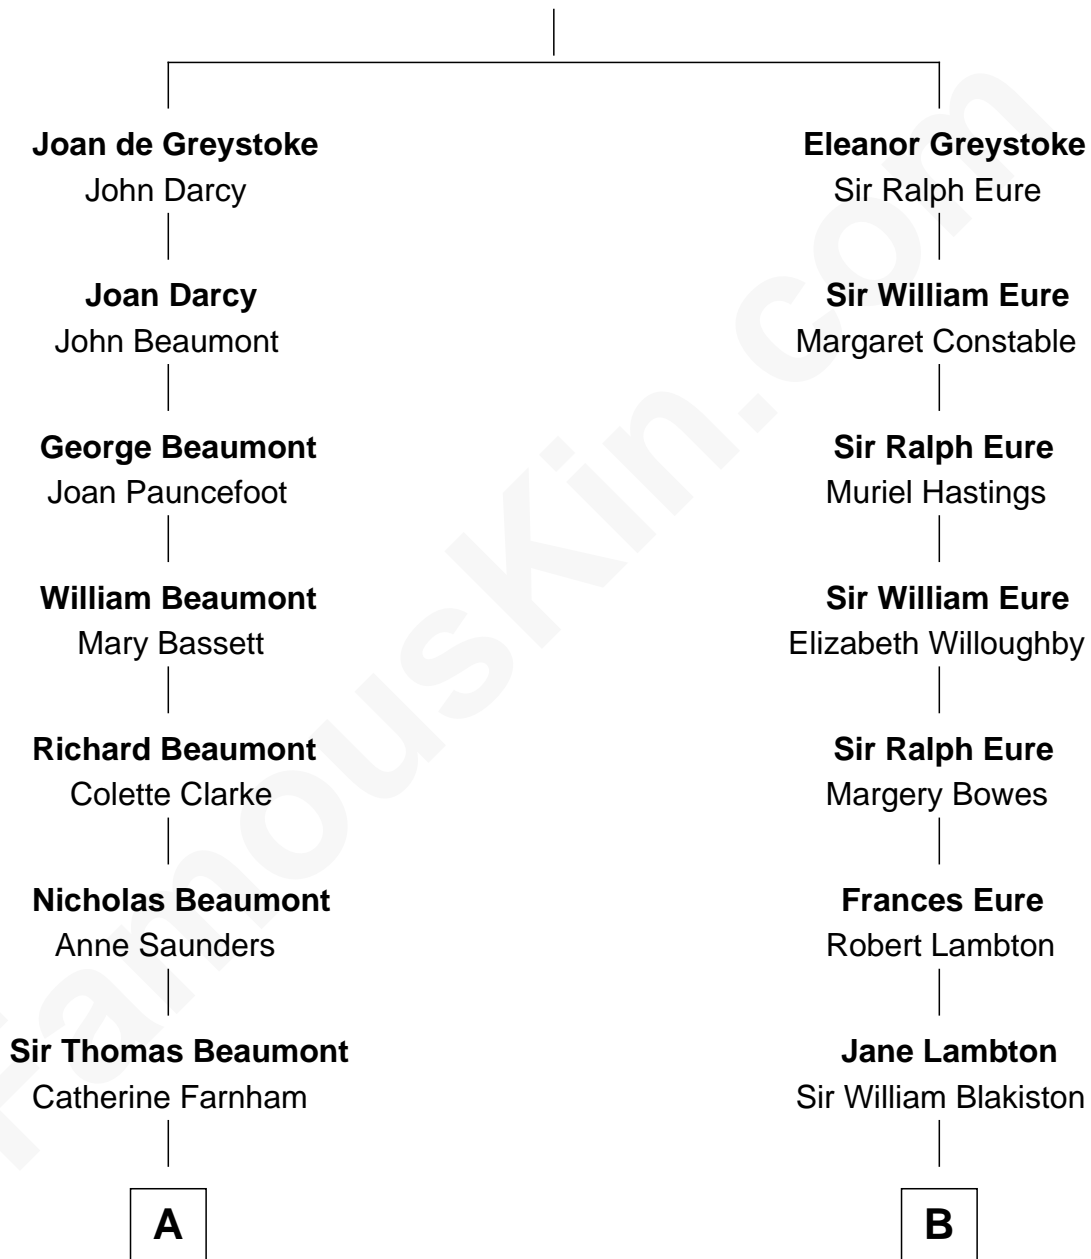 Joan de Greystoke
John Darcy
Joan Darcy
John Beaumont
George Beaumont
Joan Pauncefoot
William Beaumont
Mary Bassett
Richard Beaumont
Colette Clarke
Nicholas Beaumont
Anne Saunders
Sir Thomas Beaumont
Catherine Farnham
A
Eleanor Greystoke
Sir Ralph Eure
Sir William Eure
Margaret Constable
Sir Ralph Eure
Muriel Hastings
Sir William Eure
Elizabeth Willoughby
Sir Ralph Eure
Margery Bowes
Frances Eure
Robert Lambton
Jane Lambton
Sir William Blakiston
B
FamousKin.com